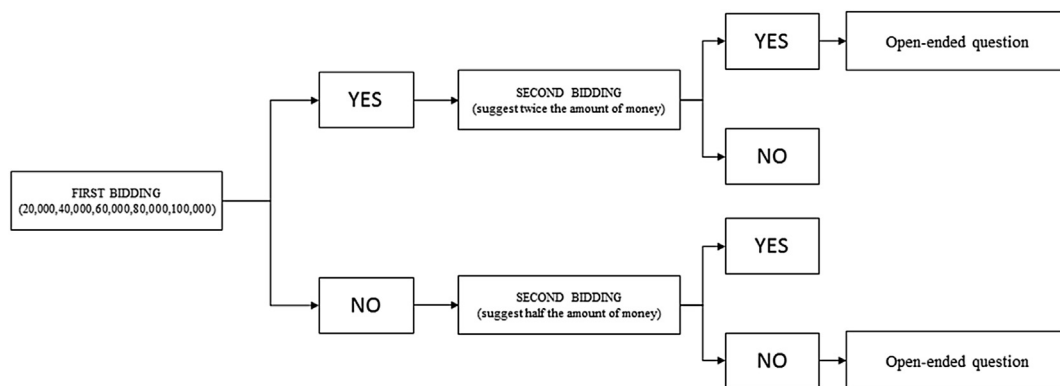 YES
Open-ended question
YES
SECOND BIDDING
(suggest twice the amount of money)
NO
FIRST BIDDING
(20,000,40,000,60,000,80,000,100,000)
YES
NO
SECOND BIDDING
(suggest half the amount of money)
NO
Open-ended question